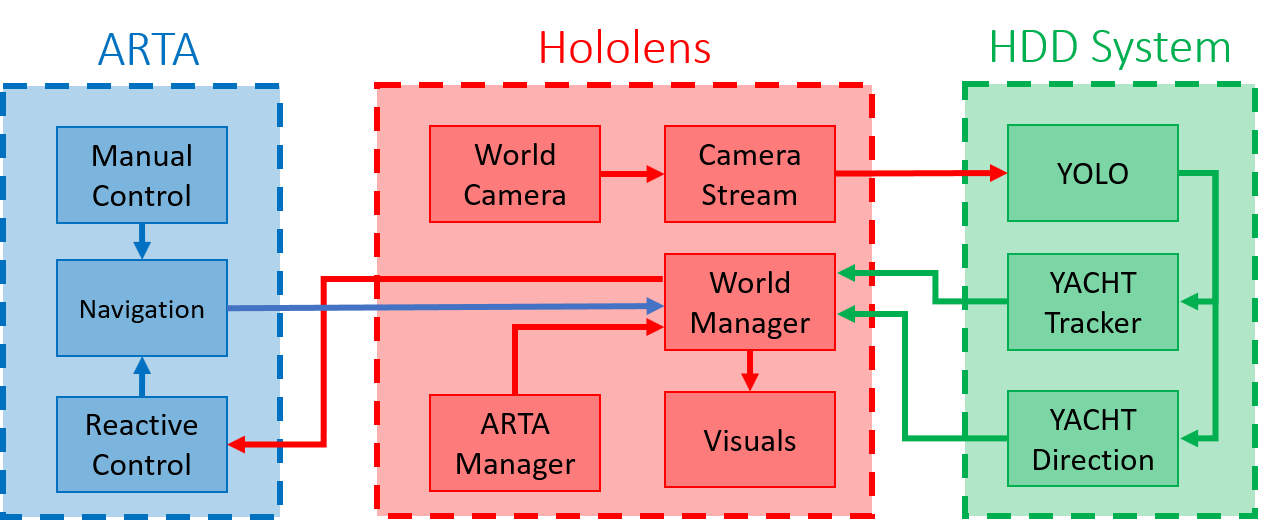 ARTA
Hololens
HDD System
Manual
Control
Navigation
Reactive
Control
World
Camera
Camera
Stream
World
Manager
ARTA
Manager
Visuals
YOLO
YACHT
Tracker
YACHT
Direction